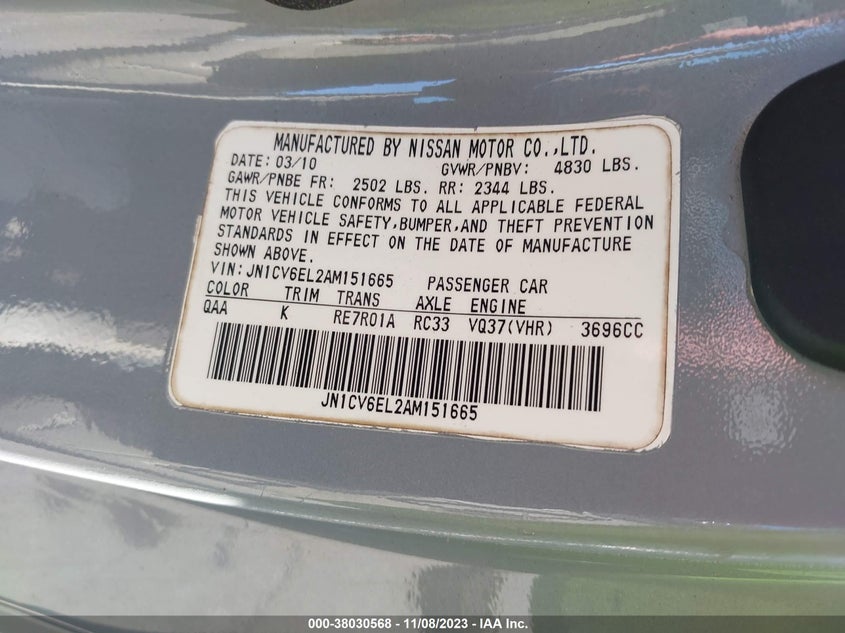 MANUFACTURED BY NISSAN MOTOR CO.,LTD.
DATE: 03/10 GVWR/PNBV: 4830 LBS.
GAWR/PNBE FR: 2502 LBS. RR: 2344 LBS.
THIS VEHICLE CONFORMS TO ALL APPLICABLE FEDERAL
MOTOR VEHICLE SAFETY,BUMPER,AND THEFT PREVENTION
STANDARDS IN EFFECT ON THE DATE OF MANUFACTURE
SHOWN ABOVE.
VIN:JN1CV6EL2AM151665 PASSENGER CAR
COLOR TRIM TRANS AXLE ENGINE
QAA K RE7R01A RC33 VQ37(VHR) 3696CC
JN1CV6EL2AM151665
000-38030568 - 11/08/2023 - IAA Inc.